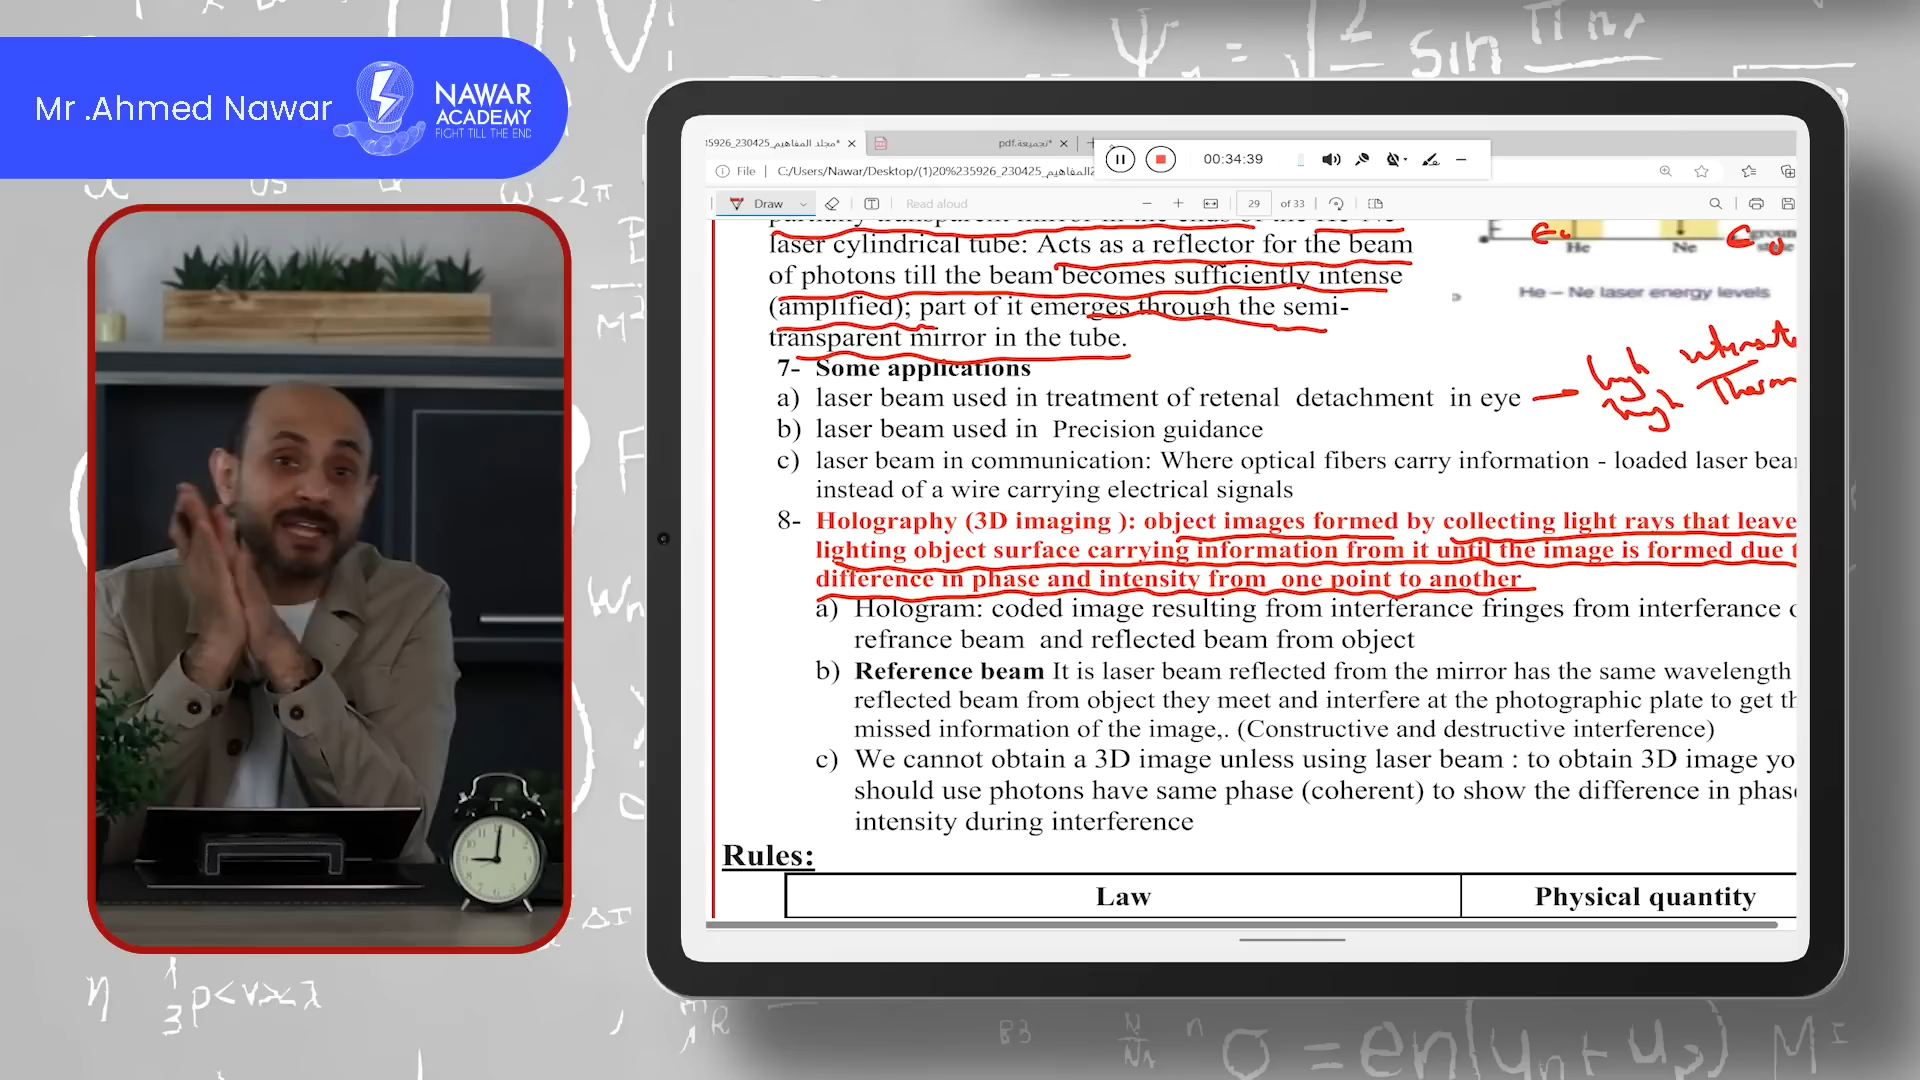 Mr .Ahmed Nawar
NAWAR
ACADEMY
FIGHT TILL THE END
00:34:39
File
C:/Users/Nawar/Desktop/(1)20%235926_230425_
Draw
Read aloud
29
of 33
laser cylindrical tube: Acts as a reflector for the beam
of photons till the beam becomes sufficiently intense
(amplified); part of it emerges through the semi-
transparent mirror in the tube.
He
Ne
He – Ne laser energy levels
7- Some applications
a) laser beam used in treatment of retenal detachment in eye
high
high
b) laser beam used in Precision guidance
c) laser beam in communication: Where optical fibers carry information - loaded laser
instead of a wire carrying electrical signals
8- Holography (3D imaging ): object images formed by collecting light rays that leave
lighting object surface carrying information from it until the image is formed due
difference in phase and intensity from one point to another
a) Hologram: coded image resulting from interferance fringes from interferance
refrance beam and reflected beam from object
b) Reference beam It is laser beam reflected from the mirror has the same wavelength
reflected beam from object they meet and interfere at the photographic plate to get
missed information of the image,. (Constructive and destructive interference)
c) We cannot obtain a 3D image unless using laser beam : to obtain 3D image
should use photons have same phase (coherent) to show the difference in
intensity during interference
Rules:
Law
Physical quantity